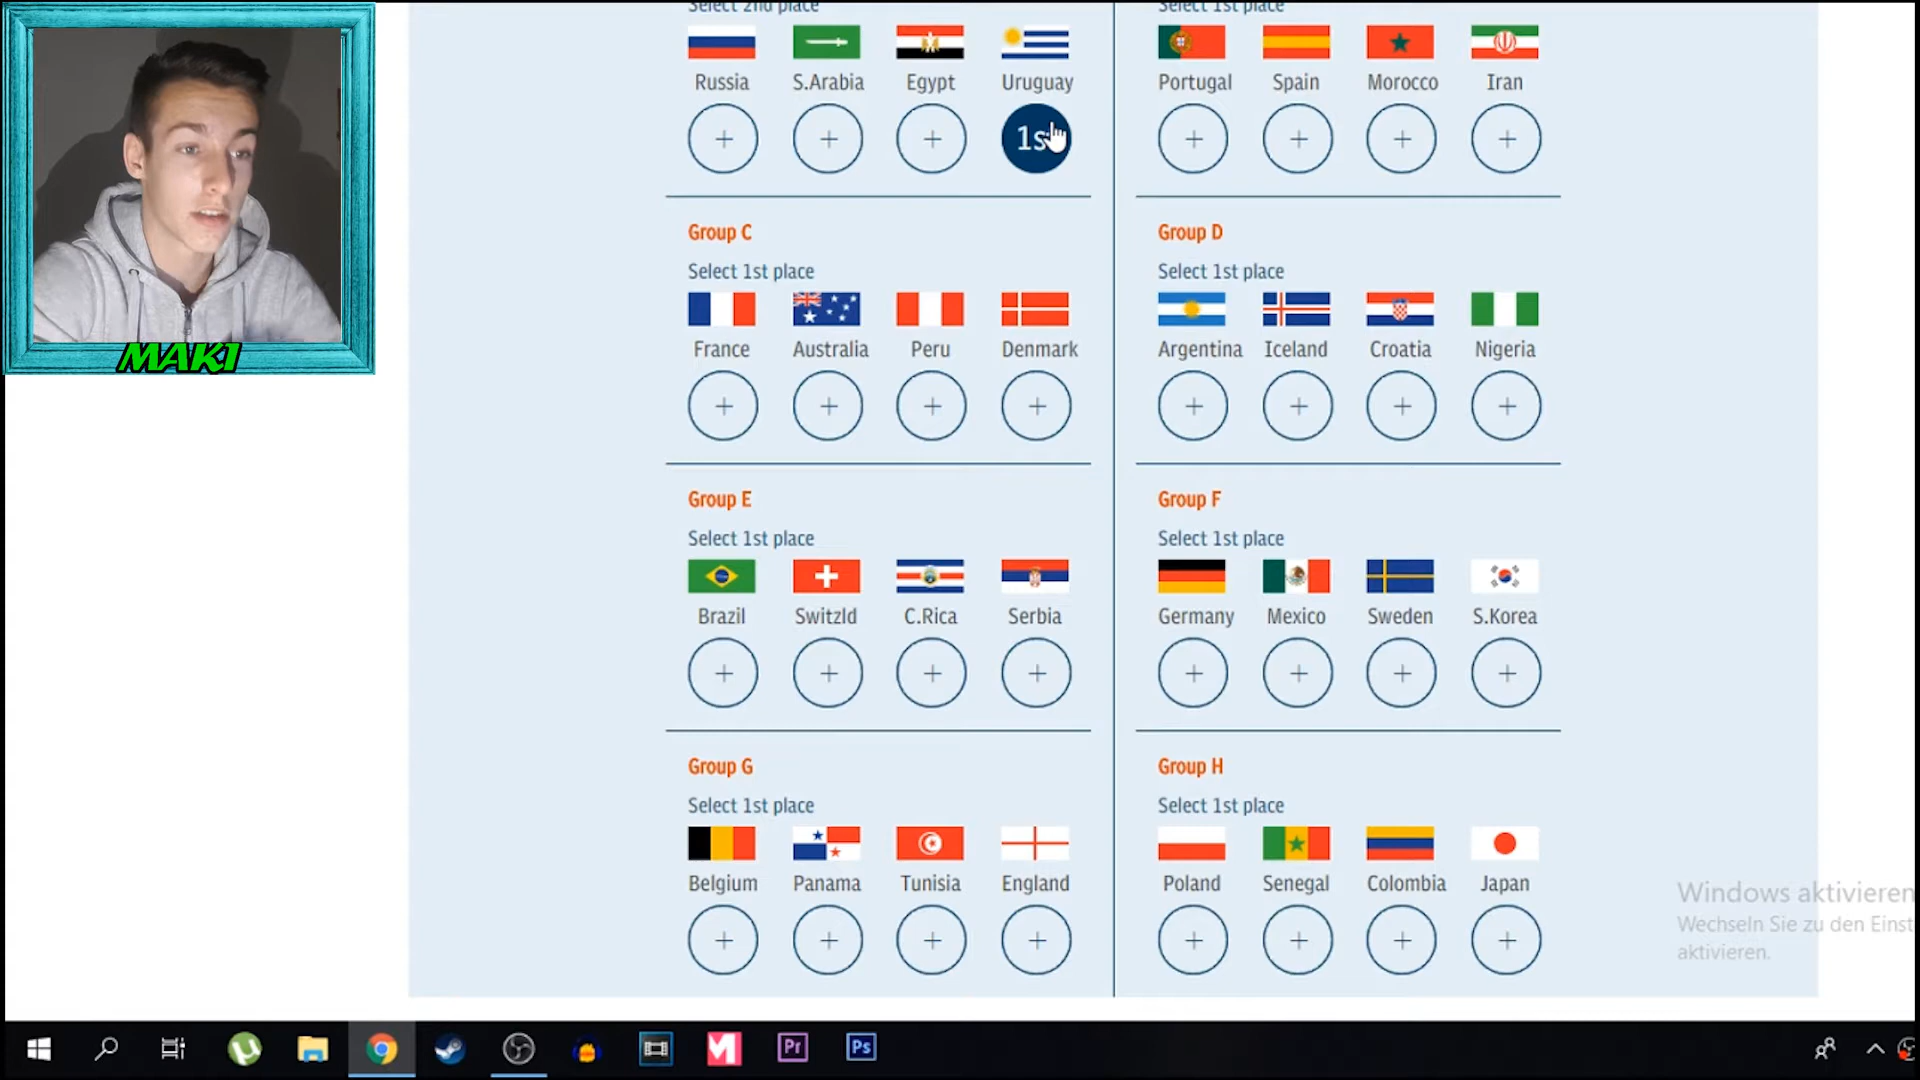 Select 2nd place
Russia S.Arabia Egypt Uruguay
+ + + 1s
Select 1st place
Portugal Spain Morocco Iran
+ + + +
Group C
Select 1st place
France Australia Peru Denmark
+ + + +
Group D
Select 1st place
Argentina Iceland Croatia Nigeria
+ + + +
Group E
Select 1st place
Brazil Switzld C.Rica Serbia
+ + + +
Group F
Select 1st place
Germany Mexico Sweden S.Korea
+ + + +
Group G
Select 1st place
Belgium Panama Tunisia England
+ + + +
Group H
Select 1st place
Poland Senegal Colombia Japan
+ + + +
MAKI
Windows aktivieren
Wechseln Sie zu den Einst
aktivieren.
Pr
Ps